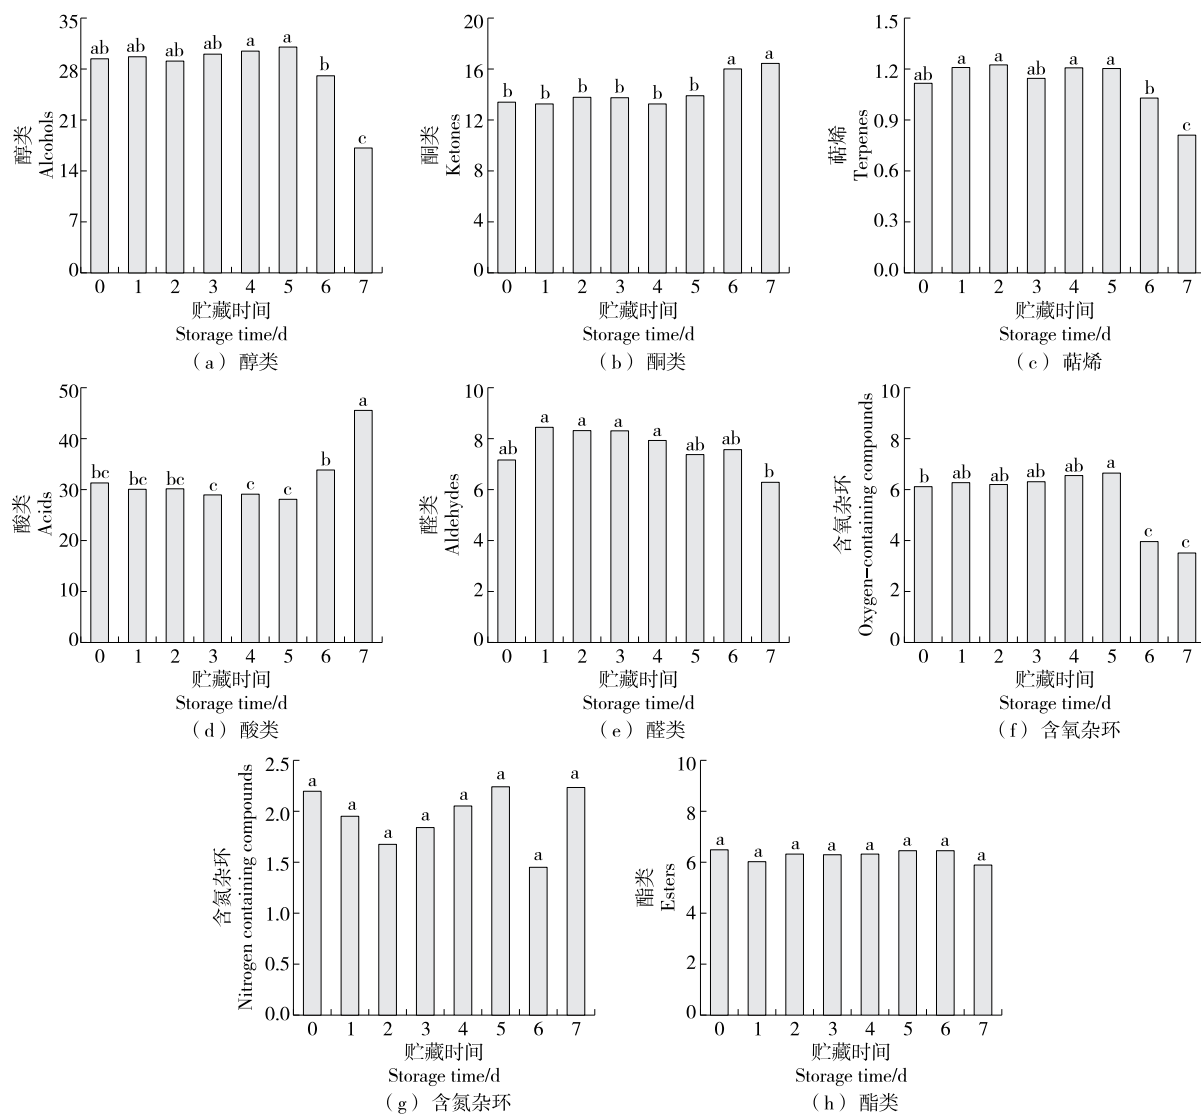 35
28
21
14
7
0
醇类
Alcohols
ab ab ab ab a a b c
0 1 2 3 4 5 6 7
贮藏时间
Storage time/d
（a）醇类
20
16
12
8
4
0
酮类
Ketones
b b b b b b a a
0 1 2 3 4 5 6 7
贮藏时间
Storage time/d
（b）酮类
1.5
1.2
0.9
0.6
0.3
0.0
萜烯
Terpenes
ab a a ab a a b c
0 1 2 3 4 5 6 7
贮藏时间
Storage time/d
（c）萜烯
50
40
30
20
10
0
酸类
Acids
bc bc bc c c c b a
0 1 2 3 4 5 6 7
贮藏时间
Storage time/d
（d）酸类
10
8
6
4
2
0
醛类
Aldehydes
ab a a a a ab ab b
0 1 2 3 4 5 6 7
贮藏时间
Storage time/d
（e）醛类
10
8
6
4
2
0
含氧杂环
Oxygen-containing compounds
b ab ab ab ab a c c
0 1 2 3 4 5 6 7
贮藏时间
Storage time/d
（f）含氧杂环
2.5
2.0
1.5
1.0
0.5
0.0
含氮杂环
Nitrogen containing compounds
a a a a a a a a
0 1 2 3 4 5 6 7
贮藏时间
Storage time/d
（g）含氮杂环
10
8
6
4
2
0
酯类
Esters
a a a a a a a a
0 1 2 3 4 5 6 7
贮藏时间
Storage time/d
（h）酯类